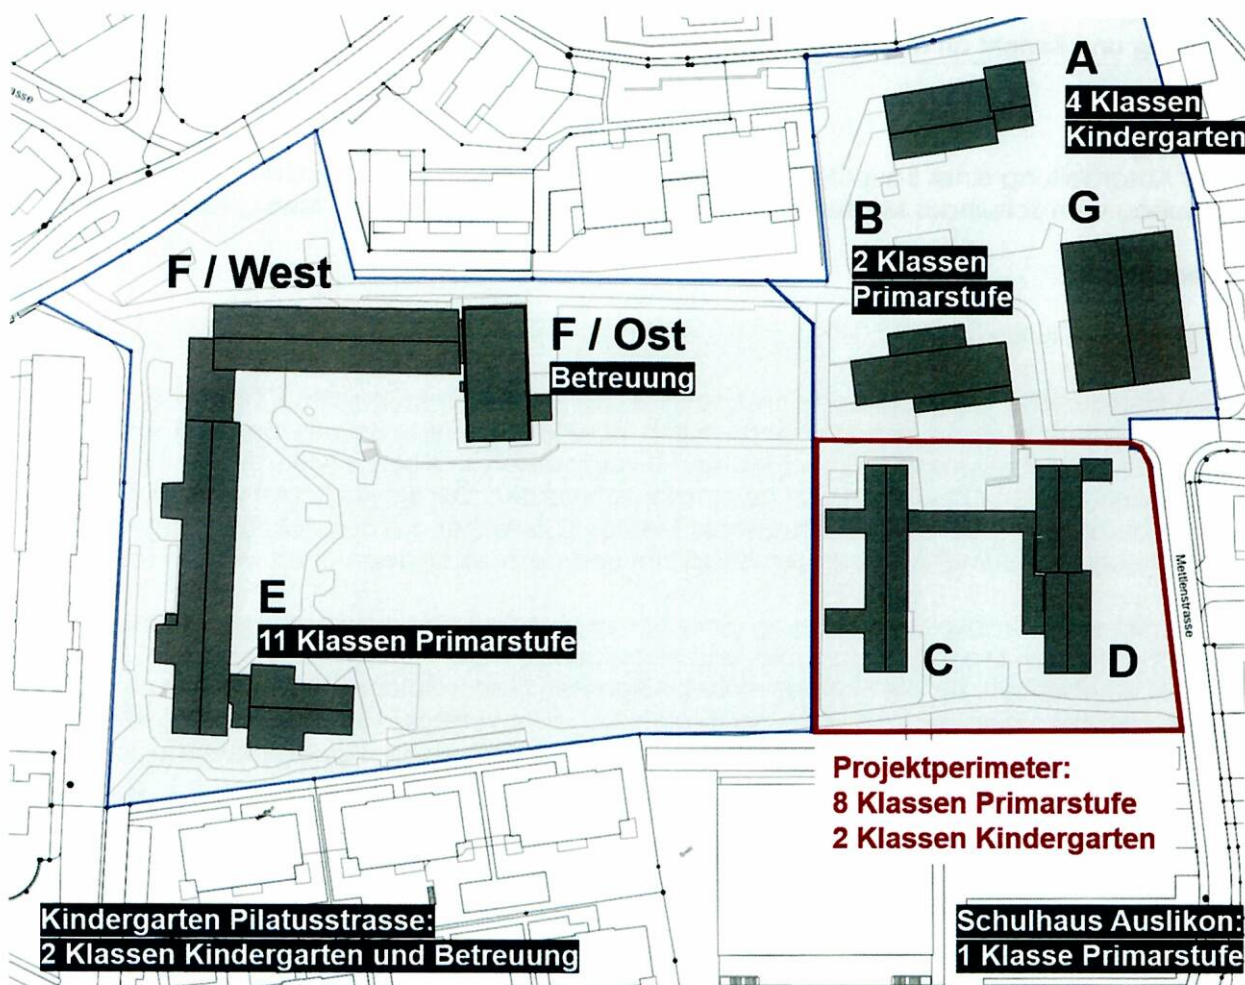 asse
A
4 Klassen
Kindergarten
G
B
2 Klassen
Primarstufe
F / West
F / Ost
Betreuung
E
11 Klassen Primarstufe
C
D
Mettlenstrasse
Projektperimeter:
8 Klassen Primarstufe
2 Klassen Kindergarten
Kindergarten Pilatusstrasse:
2 Klassen Kindergarten und Betreuung
Schulhaus Auslikon:
1 Klasse Primarstufe